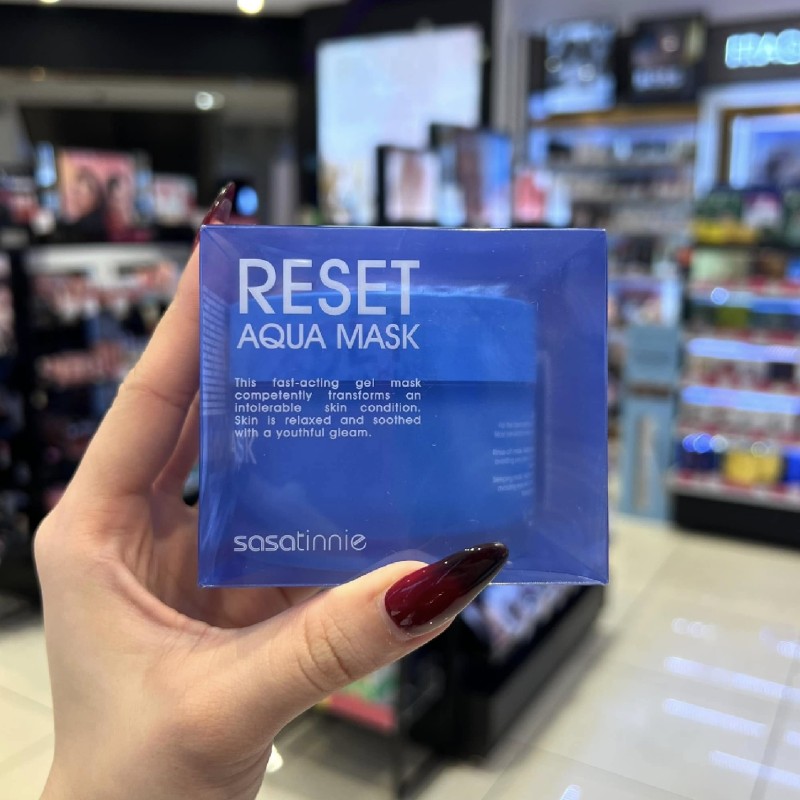 RESET
AQUA MASK
This fast-acting gel mask
competently transforms an
intolerable skin condition.
Skin is relaxed and soothed
with a youthful gleam.
sasatinnie